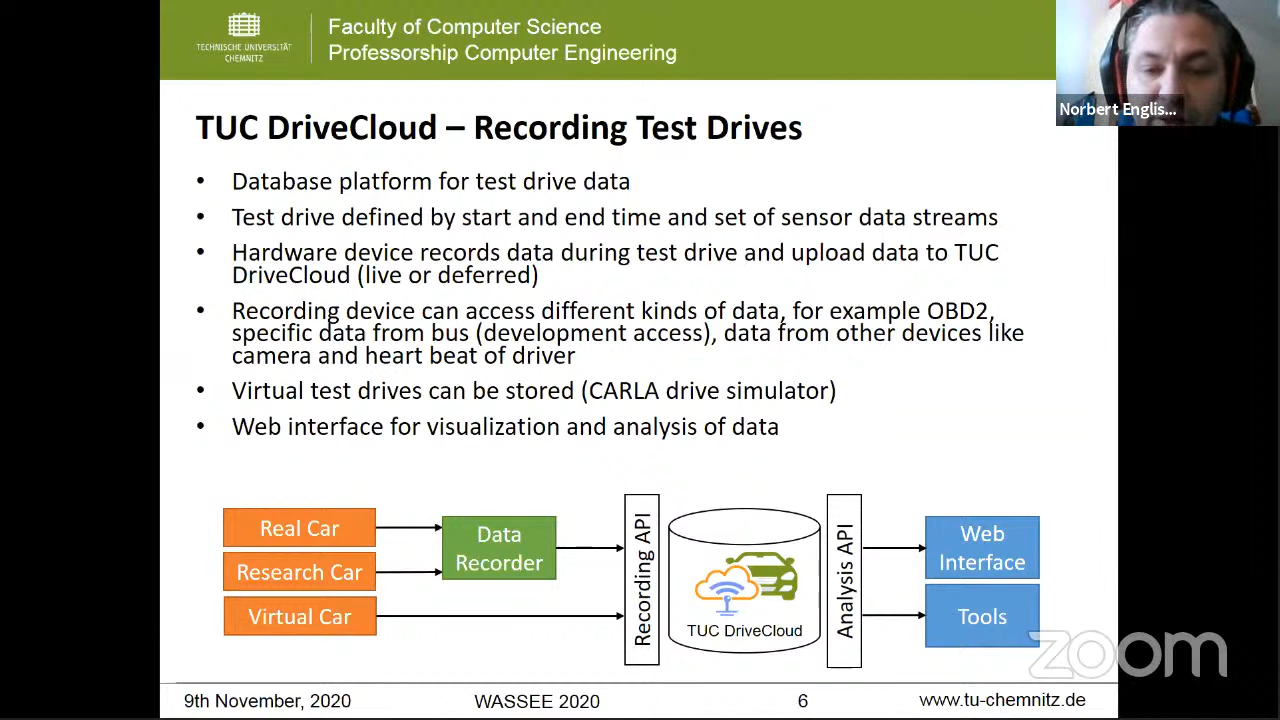 TECHNISCHE UNIVERSITÄT
CHEMNITZ
Faculty of Computer Science
Professorship Computer Engineering
Norbert Englis...
TUC DriveCloud – Recording Test Drives
• Database platform for test drive data
• Test drive defined by start and end time and set of sensor data streams
• Hardware device records data during test drive and upload data to TUC
DriveCloud (live or deferred)
• Recording device can access different kinds of data, for example OBD2,
specific data from bus (development access), data from other devices like
camera and heart beat of driver
• Virtual test drives can be stored (CARLA drive simulator)
• Web interface for visualization and analysis of data
Real Car
Research Car
Virtual Car
Data
Recorder
Recording API
TUC DriveCloud
Analysis API
Web
Interface
Tools
zoom
9th November, 2020
WASSEE 2020
6
www.tu-chemnitz.de